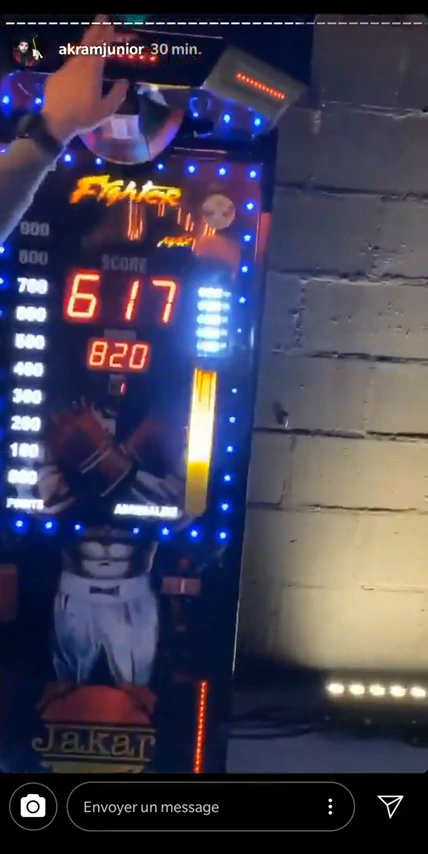 akramjunior 30 min.
Fighter
900
800
SCORE
700
617
600
820
500
400
1
300
200
100
000
POINTS
ADRENALINE
Jakar
Envoyer un message